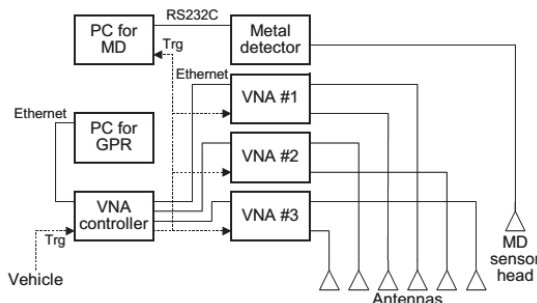 RS232C
PC for
MD
Metal
detector
Trg
Ethernet
VNA #1
Ethernet
PC for
GPR
VNA #2
VNA
controller
VNA #3
Trg
Vehicle
MD
sensor
head
Antennas